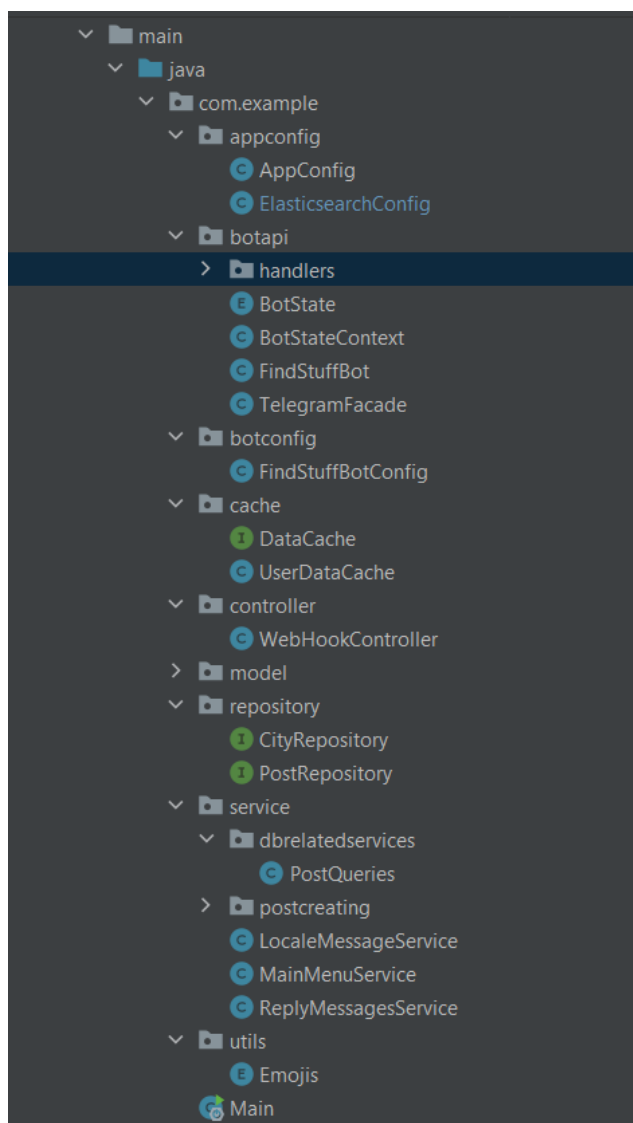 main
java
com.example
appconfig
AppConfig
ElasticsearchConfig
botapi
handlers
BotState
BotStateContext
FindStuffBot
TelegramFacade
botconfig
FindStuffBotConfig
cache
DataCache
UserDataCache
controller
WebHookController
model
repository
CityRepository
PostRepository
service
dbrelatedservices
PostQueries
postcreating
LocaleMessageService
MainMenuService
ReplyMessagesService
utils
Emojis
Main